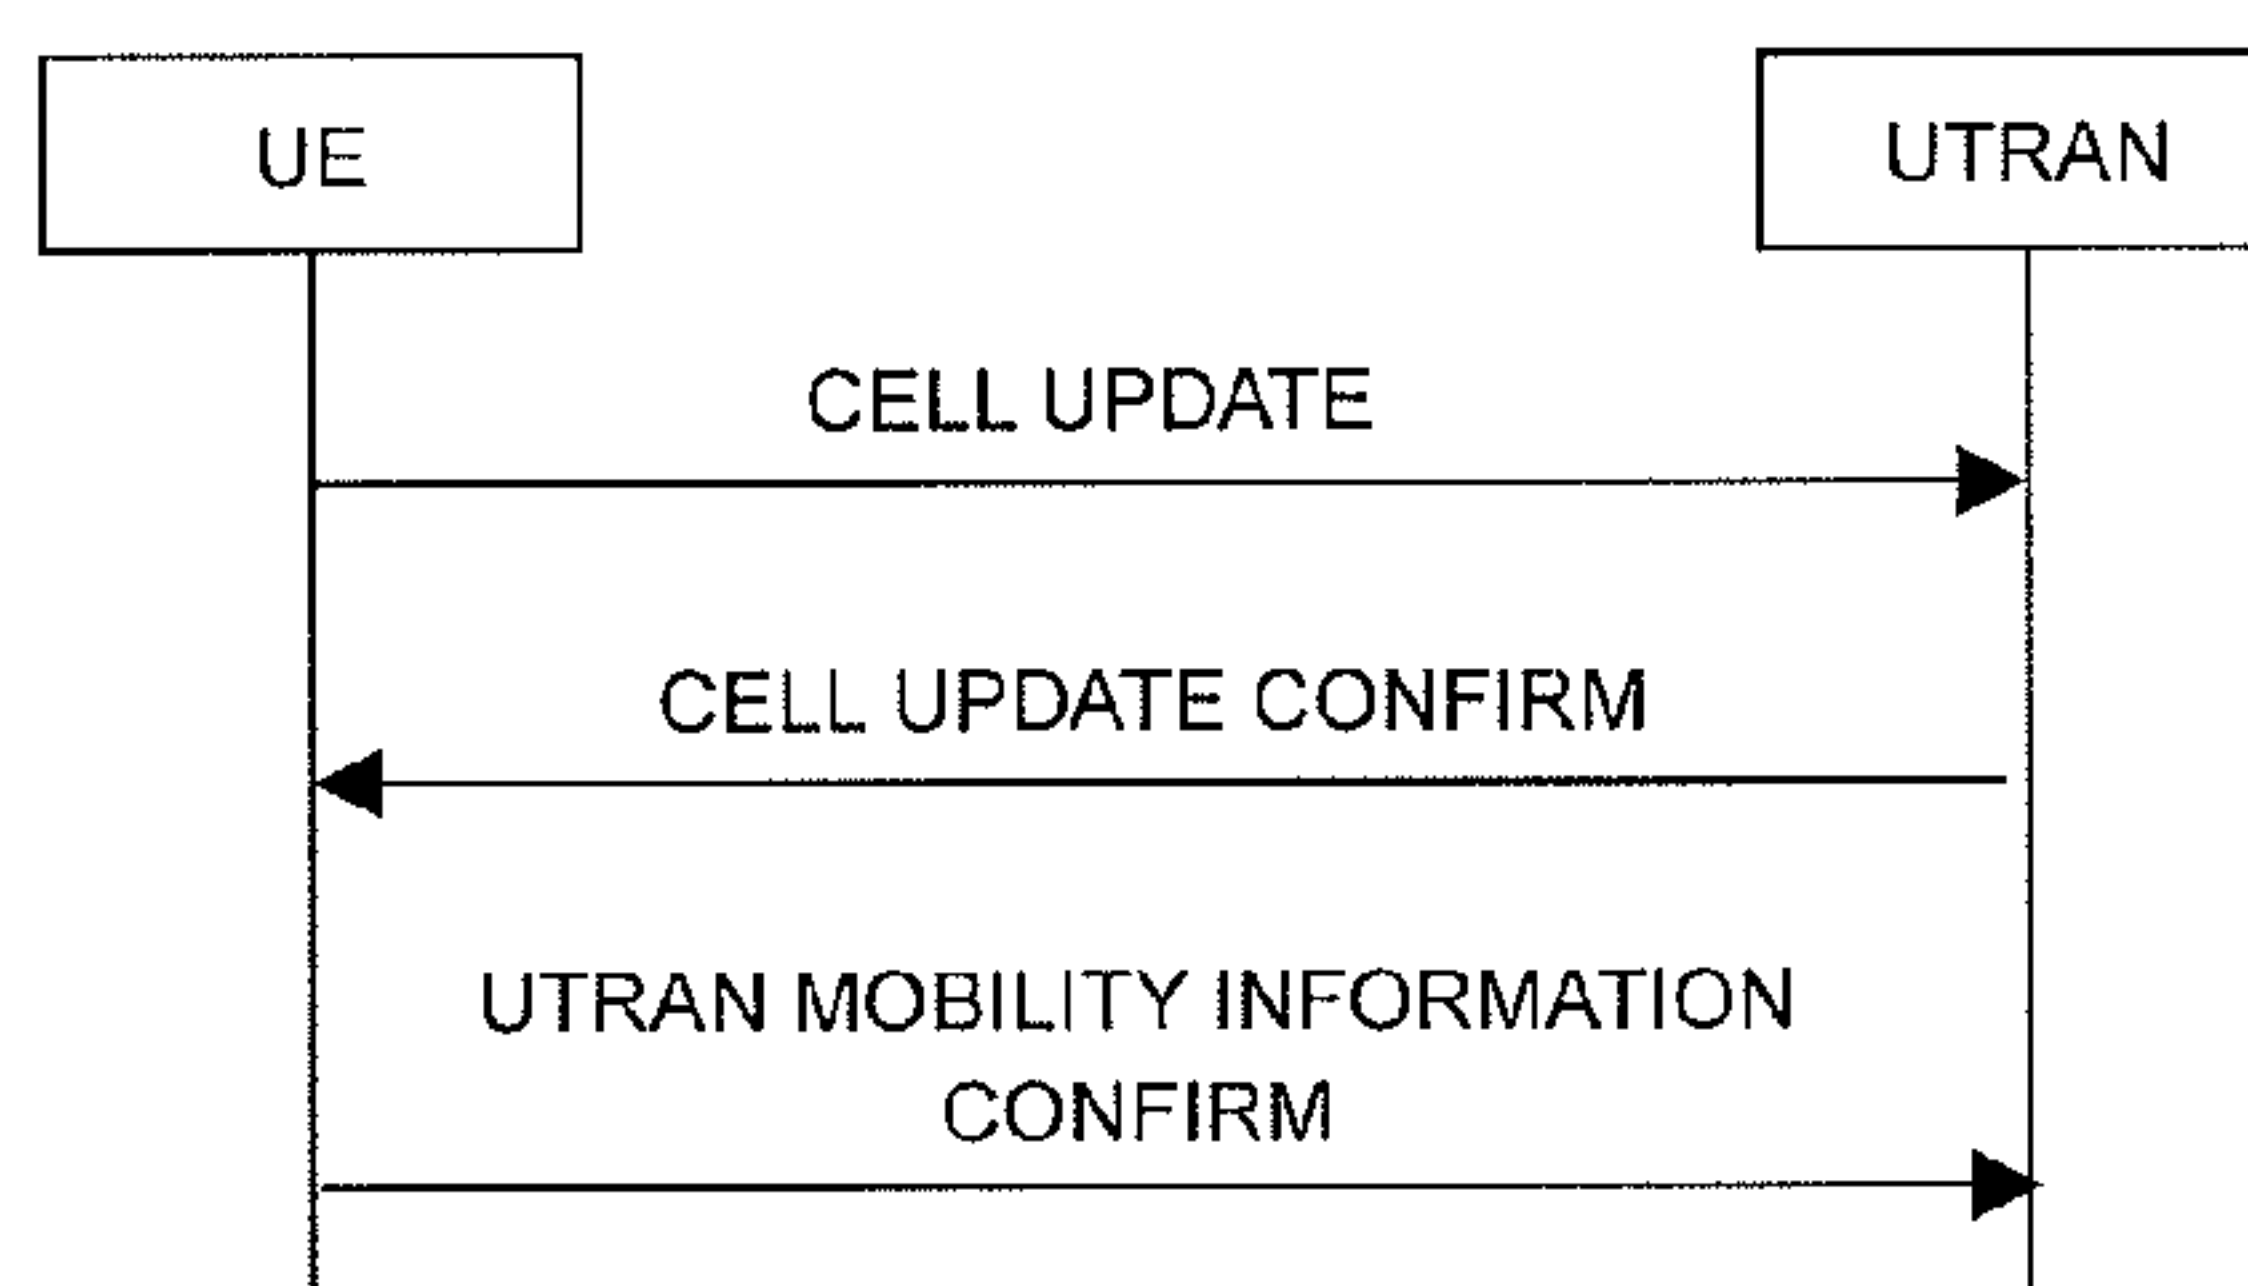 UE
UTRAN
CELL UPDATE
CELL UPDATE CONFIRM
UTRAN MOBILITY INFORMATION
CONFIRM